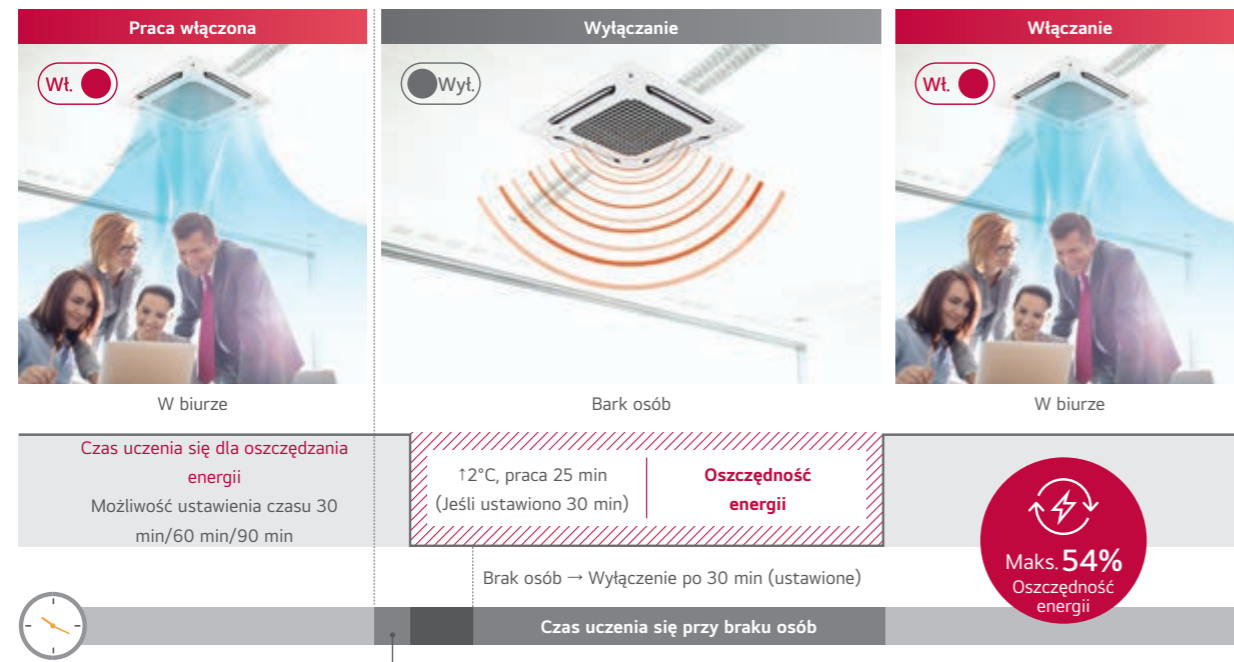 Praca włączona
Wyłączanie
Włączanie
Wł.
Wył.
Wł.
W biurze
Bark osób
W biurze
Czas uczenia się dla oszczędzania
energii
Możliwość ustawienia czasu 30
min/60 min/90 min
↑2°C, praca 25 min
(Jeśli ustawiono 30 min)
Oszczędność
energii
Maks. 54%
Oszczędność
energii
Brak osób → Wyłączenie po 30 min (ustawione)
Czas uczenia się przy braku osób